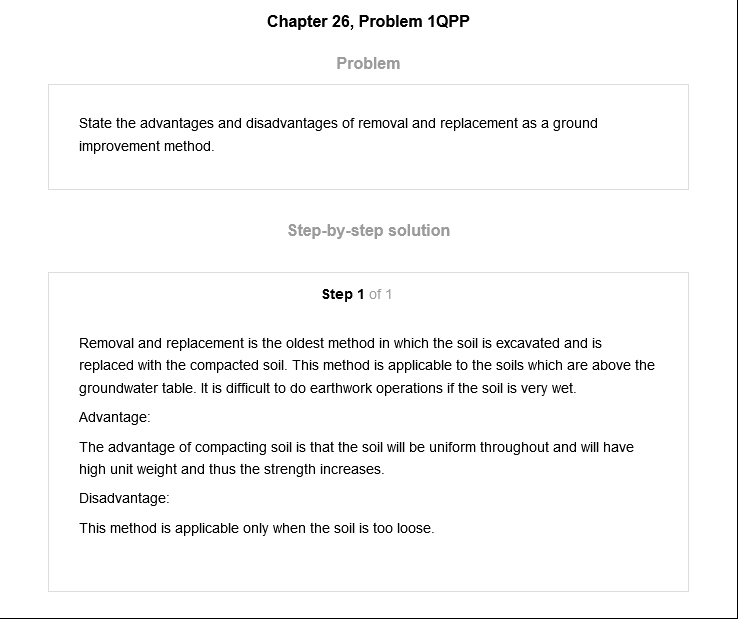 Chapter 26, Problem 1QPP
Problem
State the advantages and disadvantages of removal and replacement as a ground
improvement method.
Step-by-step solution
Step 1 of 1
Removal and replacement is the oldest method in which the soil is excavated and is
replaced with the compacted soil. This method is applicable to the soils which are above the
groundwater table. It is difficult to do earthwork operations if the soil is very wet.
Advantage:
The advantage of compacting soil is that the soil will be uniform throughout and will have
high unit weight and thus the strength increases.
Disadvantage:
This method is applicable only when the soil is too loose.